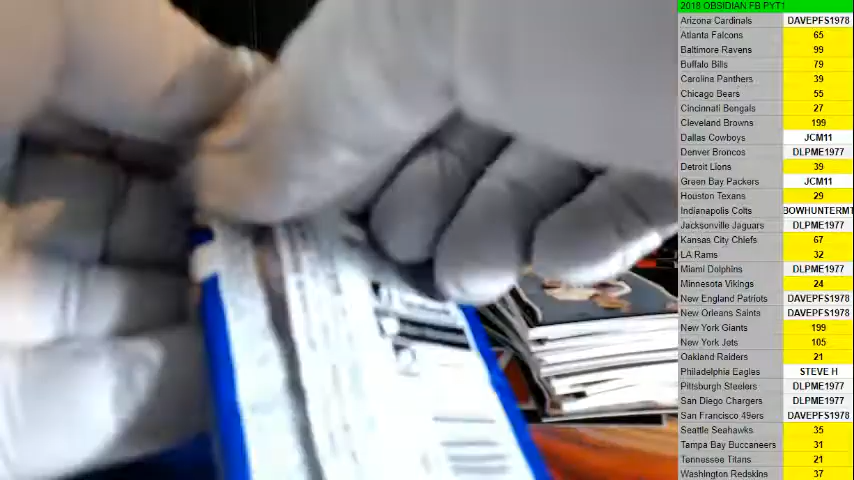 2018 OBSIDIAN FB PYT1
Arizona Cardinals DAVEPFS1978
Atlanta Falcons 65
Baltimore Ravens 99
Buffalo Bills 79
Carolina Panthers 39
Chicago Bears 55
Cincinnati Bengals 27
Cleveland Browns 199
Dallas Cowboys JCM11
Denver Broncos DLPME1977
Detroit Lions 39
Green Bay Packers JCM11
Houston Texans 29
Indianapolis Colts BOWHUNTERMT
Jacksonville Jaguars DLPME1977
Kansas City Chiefs 67
LA Rams 32
Miami Dolphins DLPME1977
Minnesota Vikings 24
New England Patriots DAVEPFS1978
New Orleans Saints DAVEPFS1978
New York Giants 199
New York Jets 105
Oakland Raiders 21
Philadelphia Eagles STEVE H
Pittsburgh Steelers DLPME1977
San Diego Chargers DLPME1977
San Francisco 49ers DAVEPFS1978
Seattle Seahawks 35
Tampa Bay Buccaneers 31
Tennessee Titans 21
Washington Redskins 37